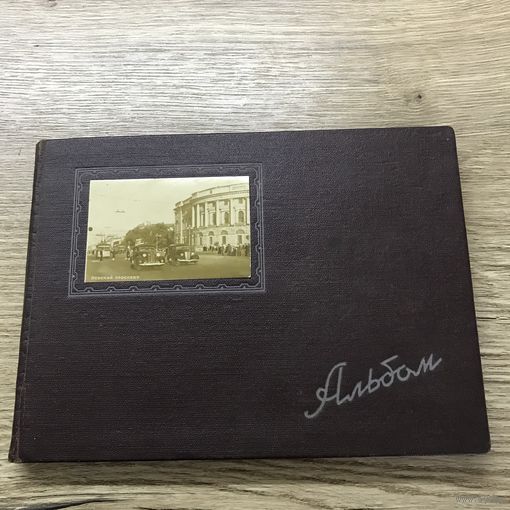 Невский проспект
Альбом